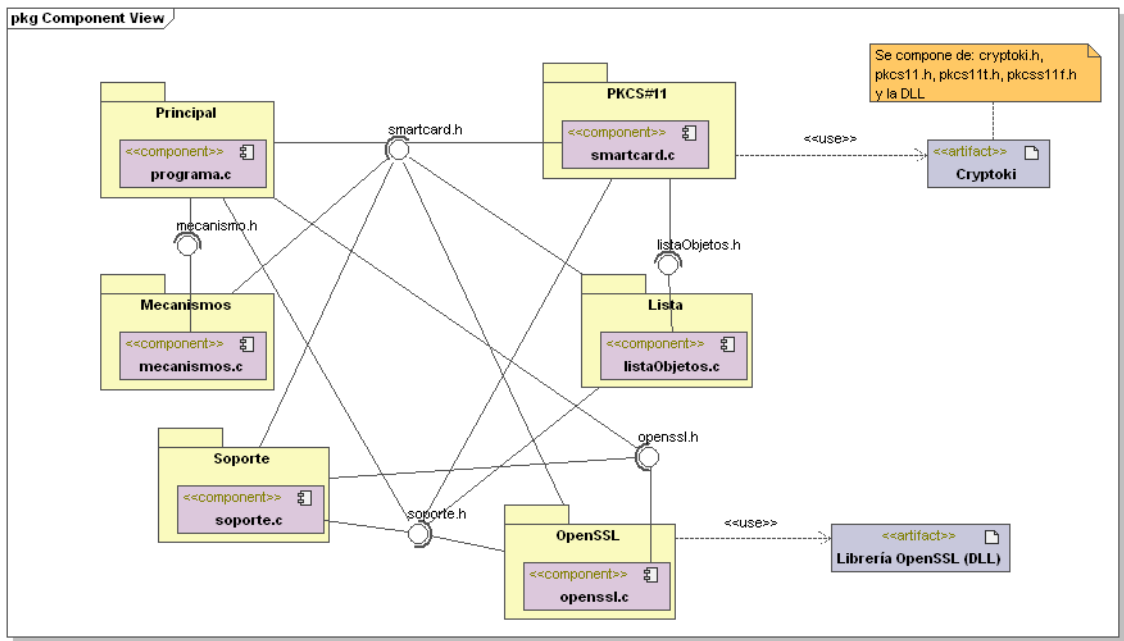 pkg Component View
Se compone de: cryptoki.h,
pkcs11.h, pkcs11t.h, pkcss11f.h
y la DLL
Principal
<<component>>
programa.c
smartcard.h
PKCS#11
<<component>>
smartcard.c
<<use>>
<<artifact>>
Cryptoki
mecanismo.h
listaObjetos.h
Mecanismos
<<component>>
mecanismos.c
Lista
<<component>>
listaObjetos.c
openssl.h
Soporte
<<component>>
soporte.c
soporte.h
OpenSSL
<<component>>
openssl.c
<<use>>
<<artifact>>
Librería OpenSSL (DLL)